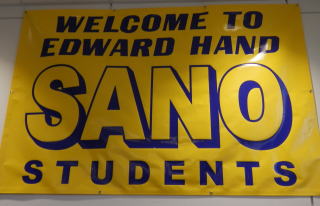 WELCOME TO
EDWARD HAND
SANO
STUDENTS